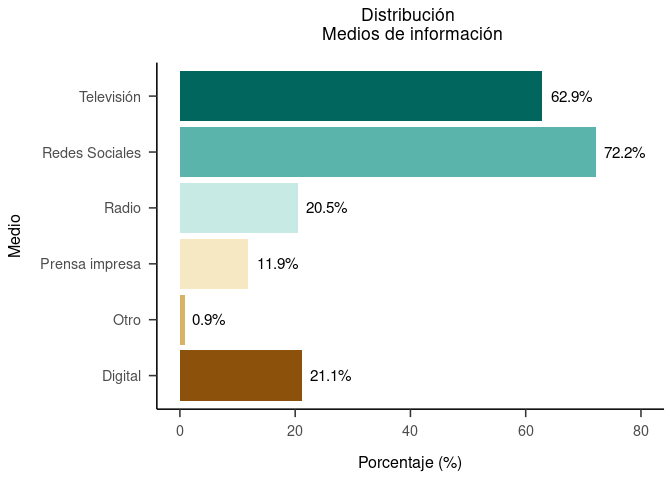 Distribución
Medios de información
Medio
Televisión
62.9%
Redes Sociales
72.2%
Radio
20.5%
Prensa impresa
11.9%
Otro
0.9%
Digital
21.1%
0 20 40 60 80
Porcentaje (%)